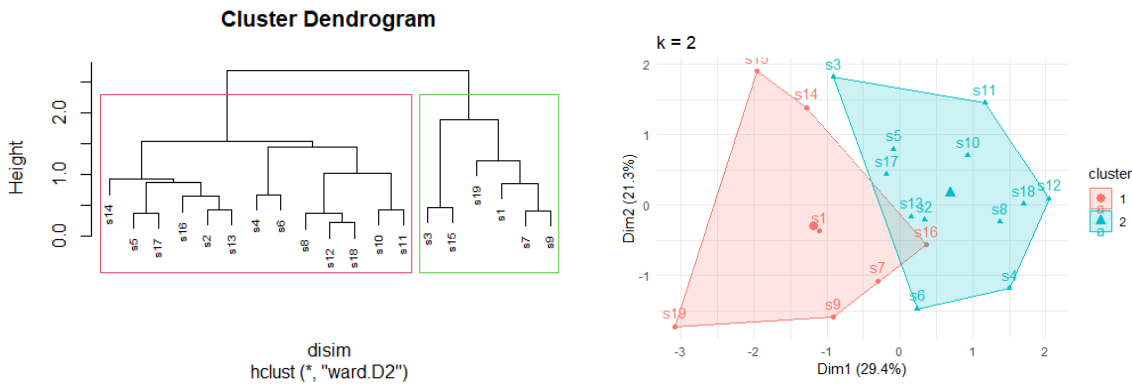 Cluster Dendrogram
Height
0.0
1.0
2.0
s14
s5
s17
s16
s2
s13
s4
s6
s8
s12
s18
s10
s11
s3
s15
s19
s1
s7
s9
disim
hclust (*, "ward.D2")
k = 2
Dim2 (21.3%)
2
1
0
-1
s15
s3
s14
s11
s5
s10
s17
s12
s18
s13
s2
s8
s1
s16
s7
s4
s6
s9
s19
-3
-2
-1
0
1
2
Dim1 (29.4%)
cluster
a 1
a 2